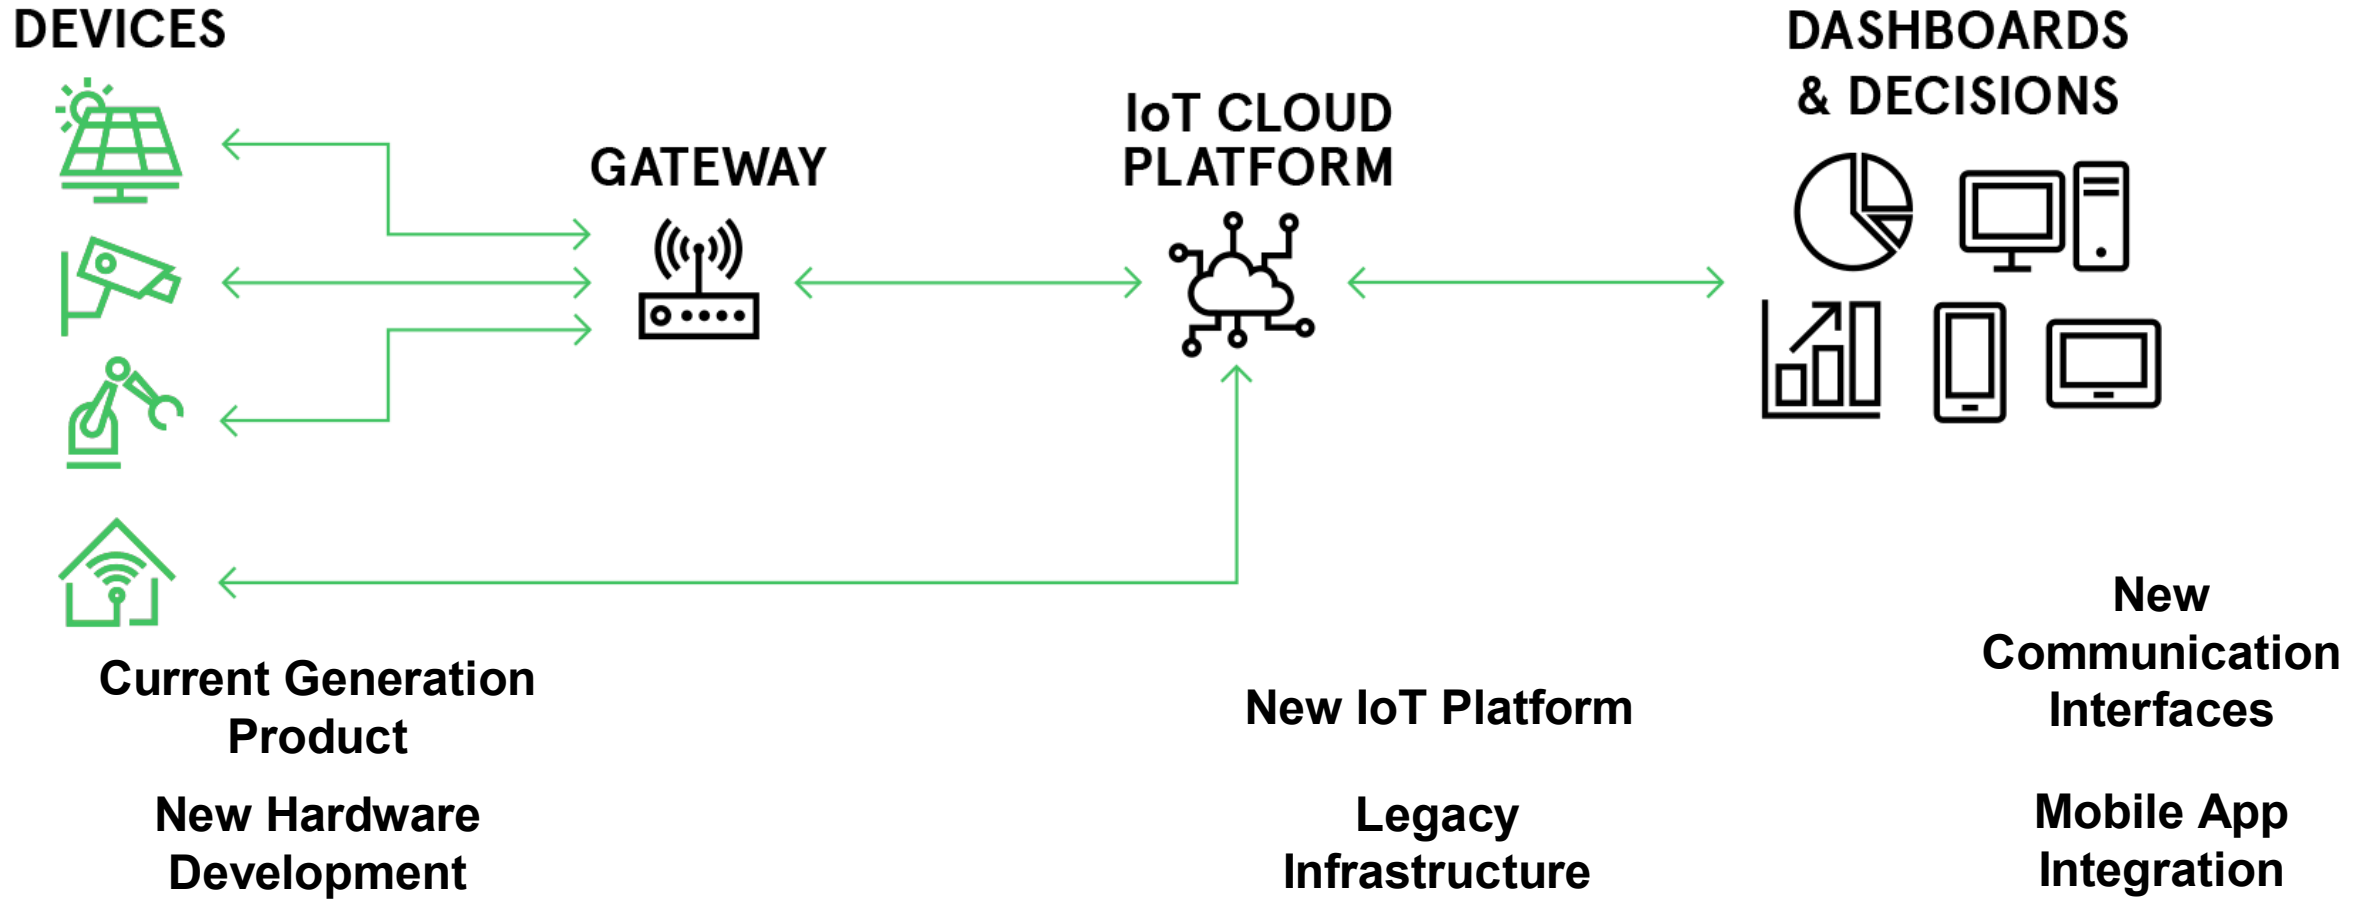 DEVICES
GATEWAY
IoT CLOUD
PLATFORM
DASHBOARDS
& DECISIONS
Current Generation
Product
New Hardware
Development
New IoT Platform
Legacy
Infrastructure
New
Communication
Interfaces
Mobile App
Integration